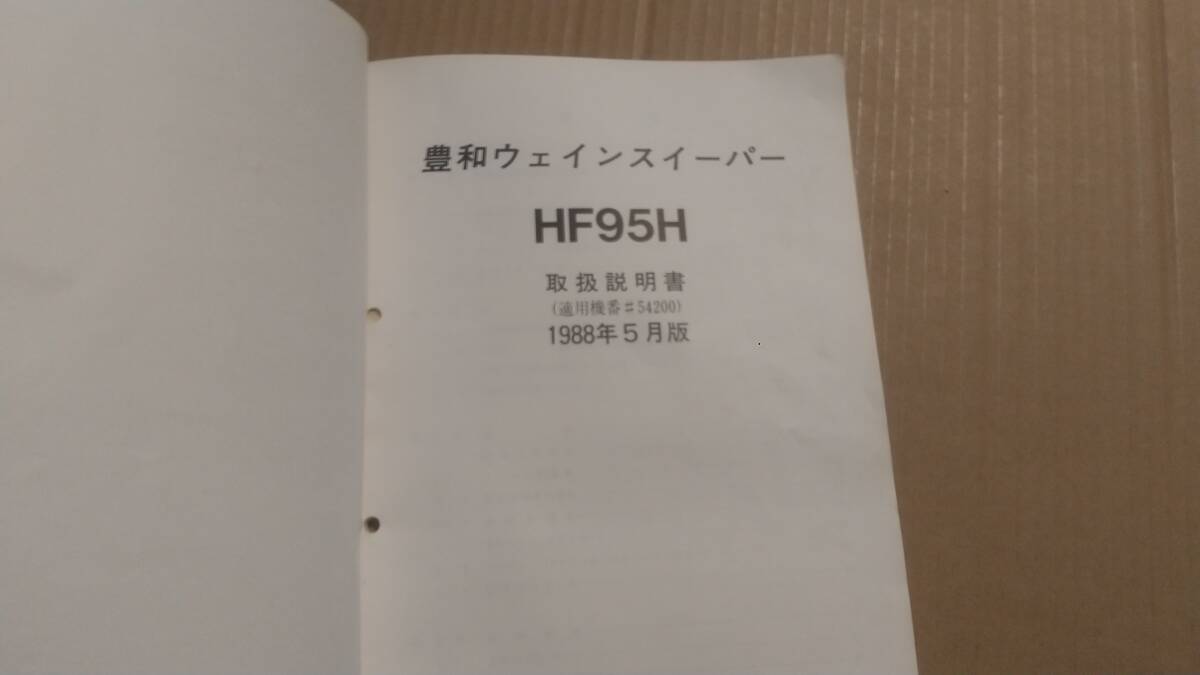 豊和ウェインスイーパー
HF95H
取扱説明書
(適用機番#54200)
1988年5月版